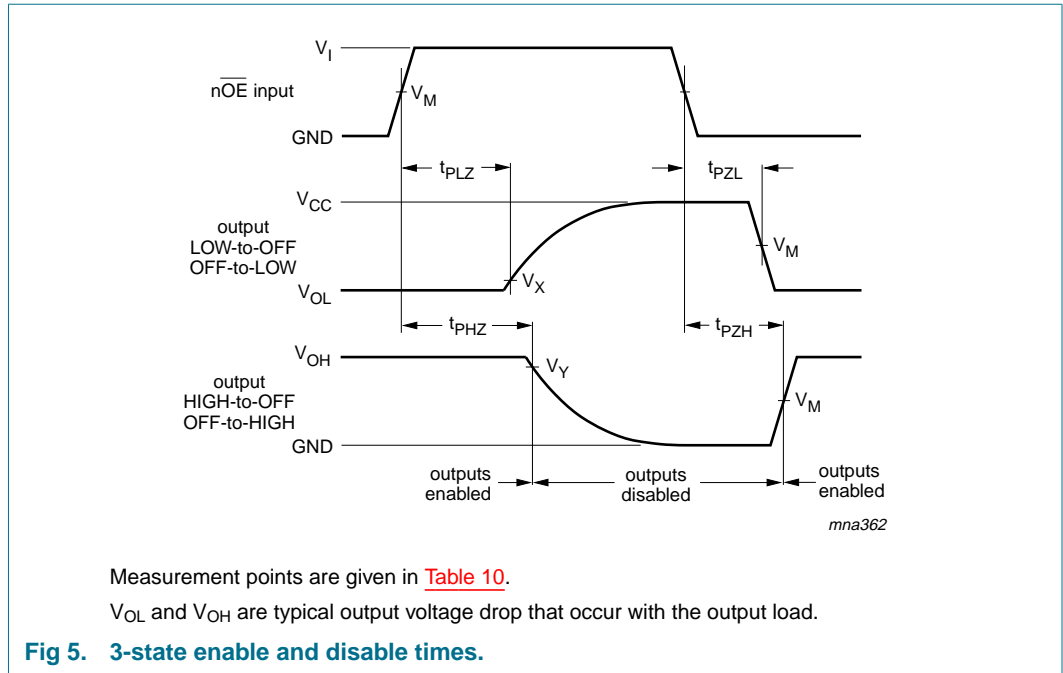 V_I
nOE input
V_M
GND
t_PLZ
t_PZL
V_CC
output
LOW-to-OFF
OFF-to-LOW
V_M
V_X
V_OL
t_PHZ
t_PZH
V_OH
V_Y
output
HIGH-to-OFF
OFF-to-HIGH
V_M
GND
outputs
enabled
outputs
disabled
outputs
enabled
mna362
Measurement points are given in Table 10.
V_OL and V_OH are typical output voltage drop that occur with the output load.
Fig 5. 3-state enable and disable times.